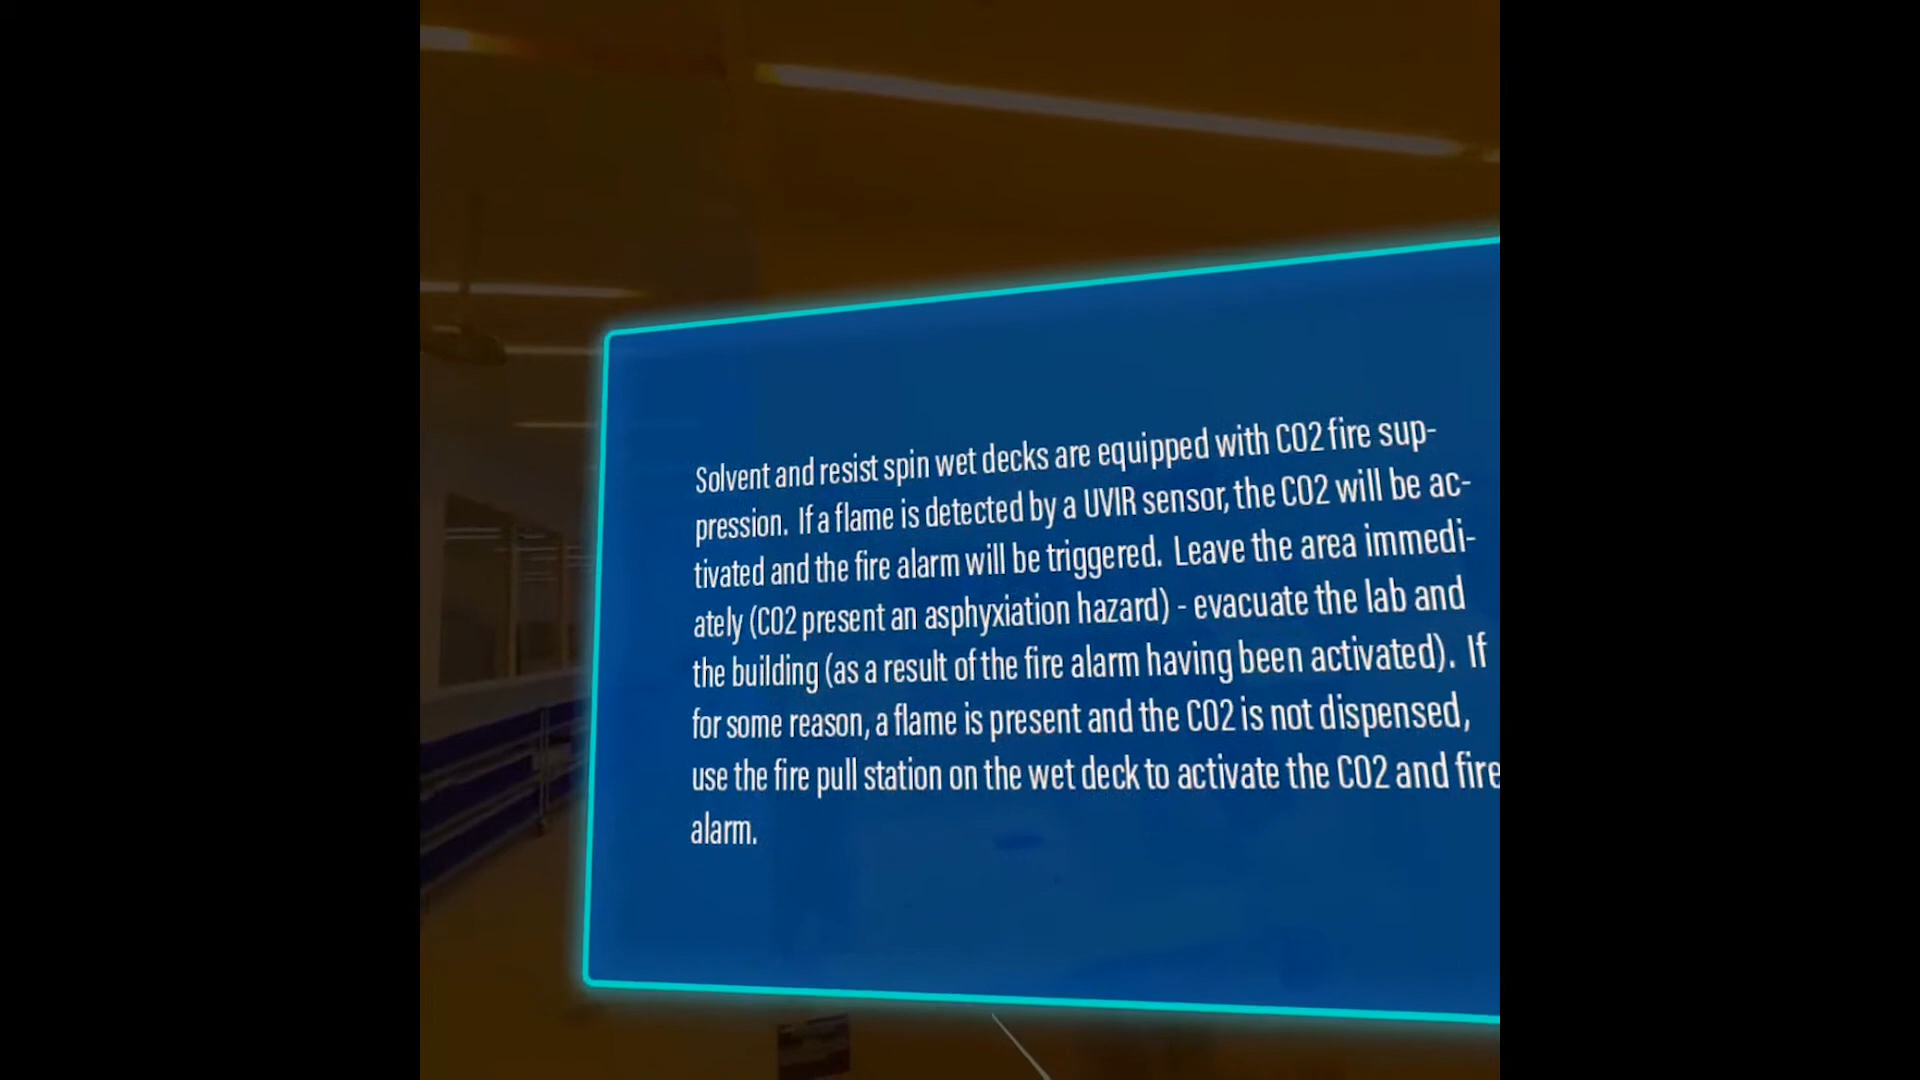 Solvent and resist spin wet decks are equipped with CO2 fire sup-
pression. If a flame is detected by a UVIR sensor, the CO2 will be ac-
tivated and the fire alarm will be triggered. Leave the area immedi-
ately (CO2 present an asphyxiation hazard) - evacuate the lab and
the building (as a result of the fire alarm having been activated). If
for some reason, a flame is present and the CO2 is not dispensed,
use the fire pull station on the wet deck to activate the CO2 and fire
alarm.